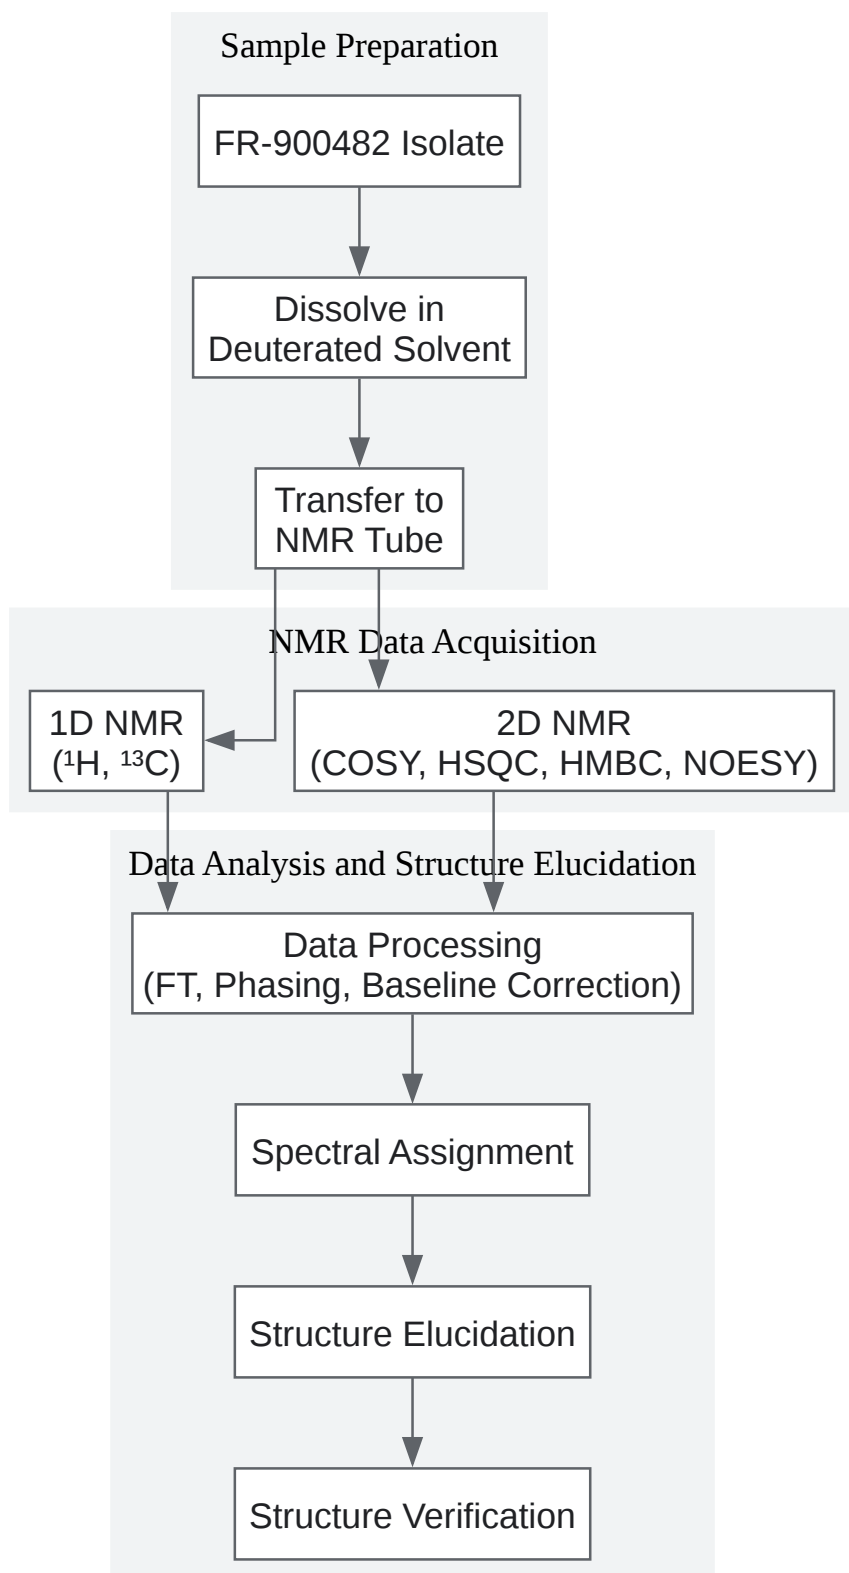 Sample Preparation
FR-900482 Isolate
Dissolve in
Deuterated Solvent
Transfer to
NMR Tube
NMR Data Acquisition
1D NMR
(¹H, ¹³C)
2D NMR
(COSY, HSQC, HMBC, NOESY)
Data Analysis and Structure Elucidation
Data Processing
(FT, Phasing, Baseline Correction)
Spectral Assignment
Structure Elucidation
Structure Verification